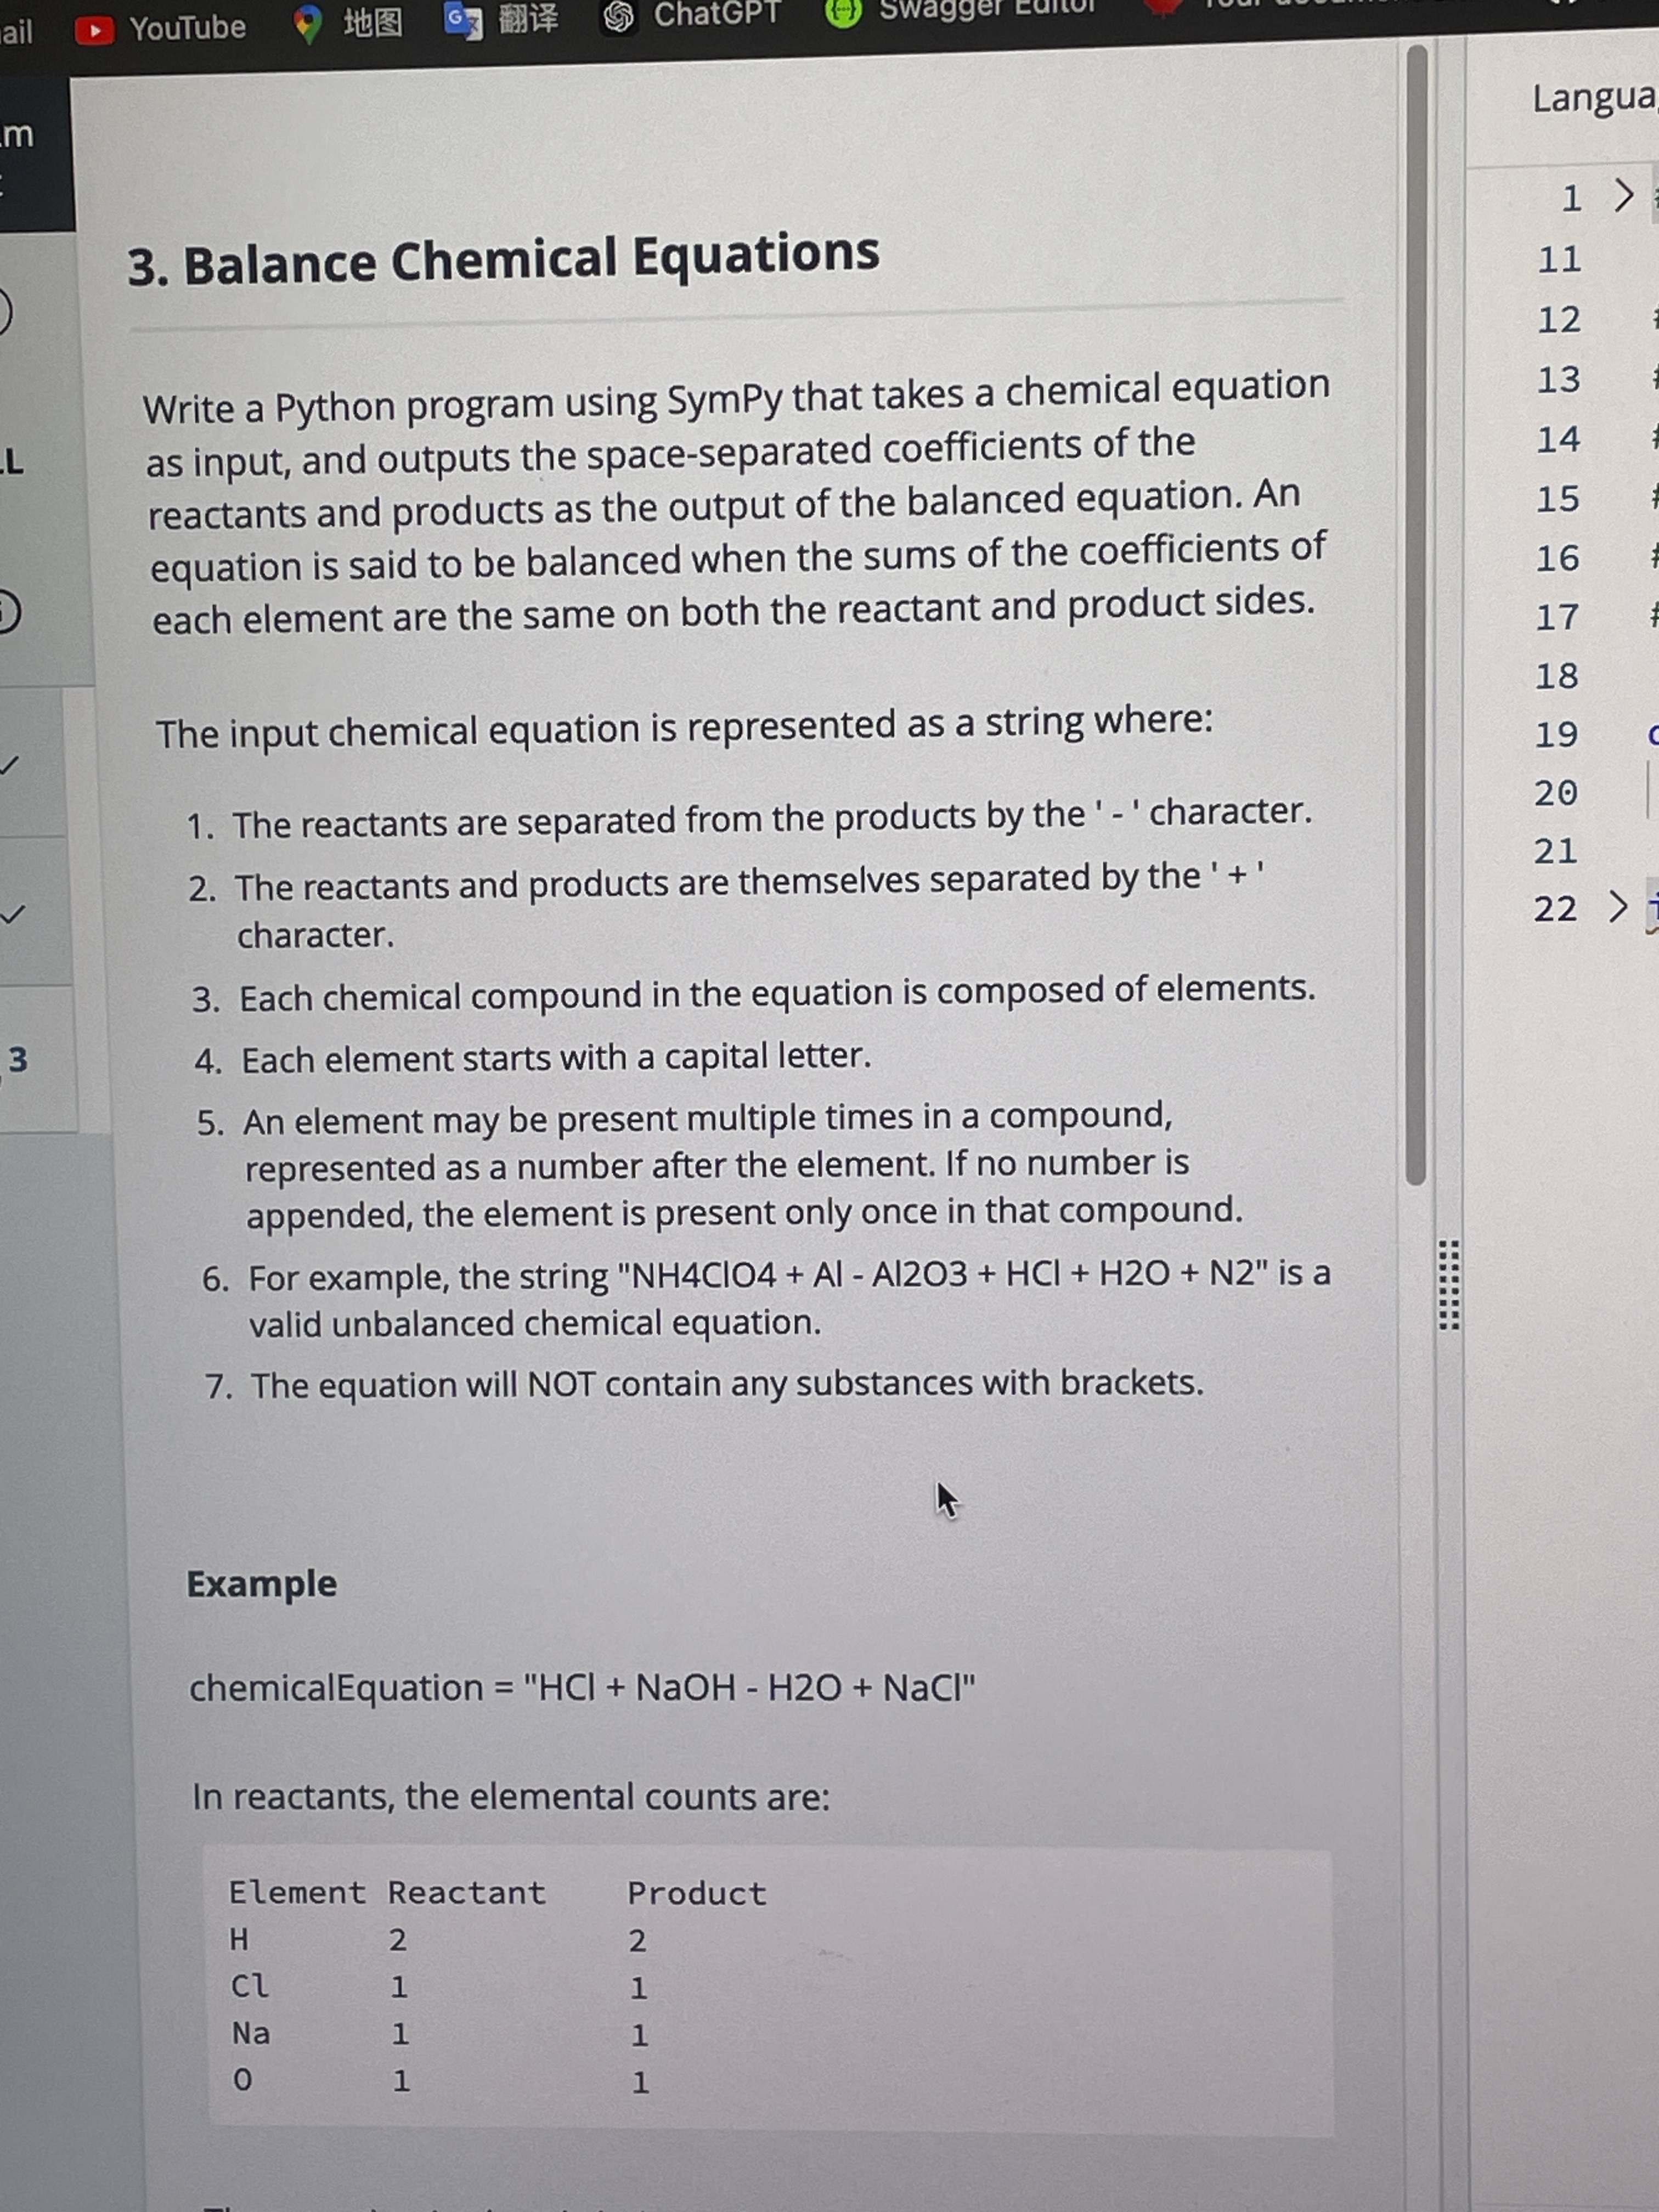 ail YouTube 地图 翻译 ChatGPT Swagger Editor
Langua
3. Balance Chemical Equations
Write a Python program using SymPy that takes a chemical equation
as input, and outputs the space-separated coefficients of the
reactants and products as the output of the balanced equation. An
equation is said to be balanced when the sums of the coefficients of
each element are the same on both the reactant and product sides.
The input chemical equation is represented as a string where:
1. The reactants are separated from the products by the ' - ' character.
2. The reactants and products are themselves separated by the ' + '
character.
3. Each chemical compound in the equation is composed of elements.
4. Each element starts with a capital letter.
5. An element may be present multiple times in a compound,
represented as a number after the element. If no number is
appended, the element is present only once in that compound.
6. For example, the string "NH4ClO4 + Al - Al2O3 + HCl + H2O + N2" is a
valid unbalanced chemical equation.
7. The equation will NOT contain any substances with brackets.
Example
chemicalEquation = "HCl + NaOH - H2O + NaCl"
In reactants, the elemental counts are:
Element Reactant Product
H 2 2
Cl 1 1
Na 1 1
O 1 1
3
1
11
12
13
14
15
16
17
18
19
20
21
22